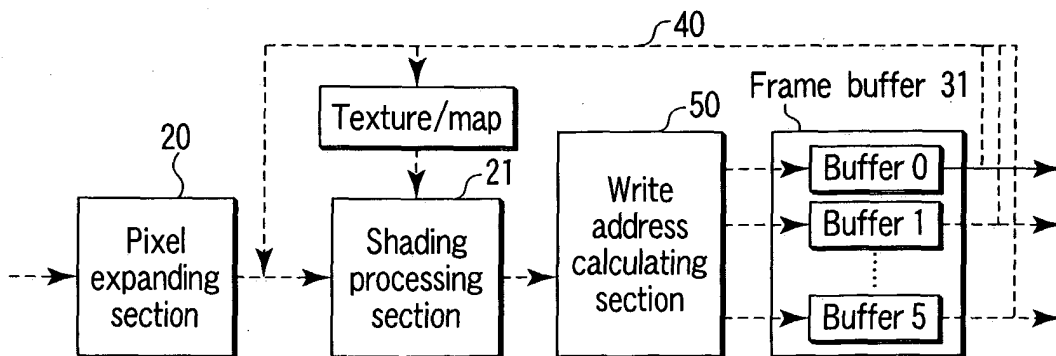 40
Frame buffer 31
50
Texture/map
20
21
Buffer 0
Pixel
expanding
section
Shading
processing
section
Write
address
calculating
section
Buffer 1
Buffer 5